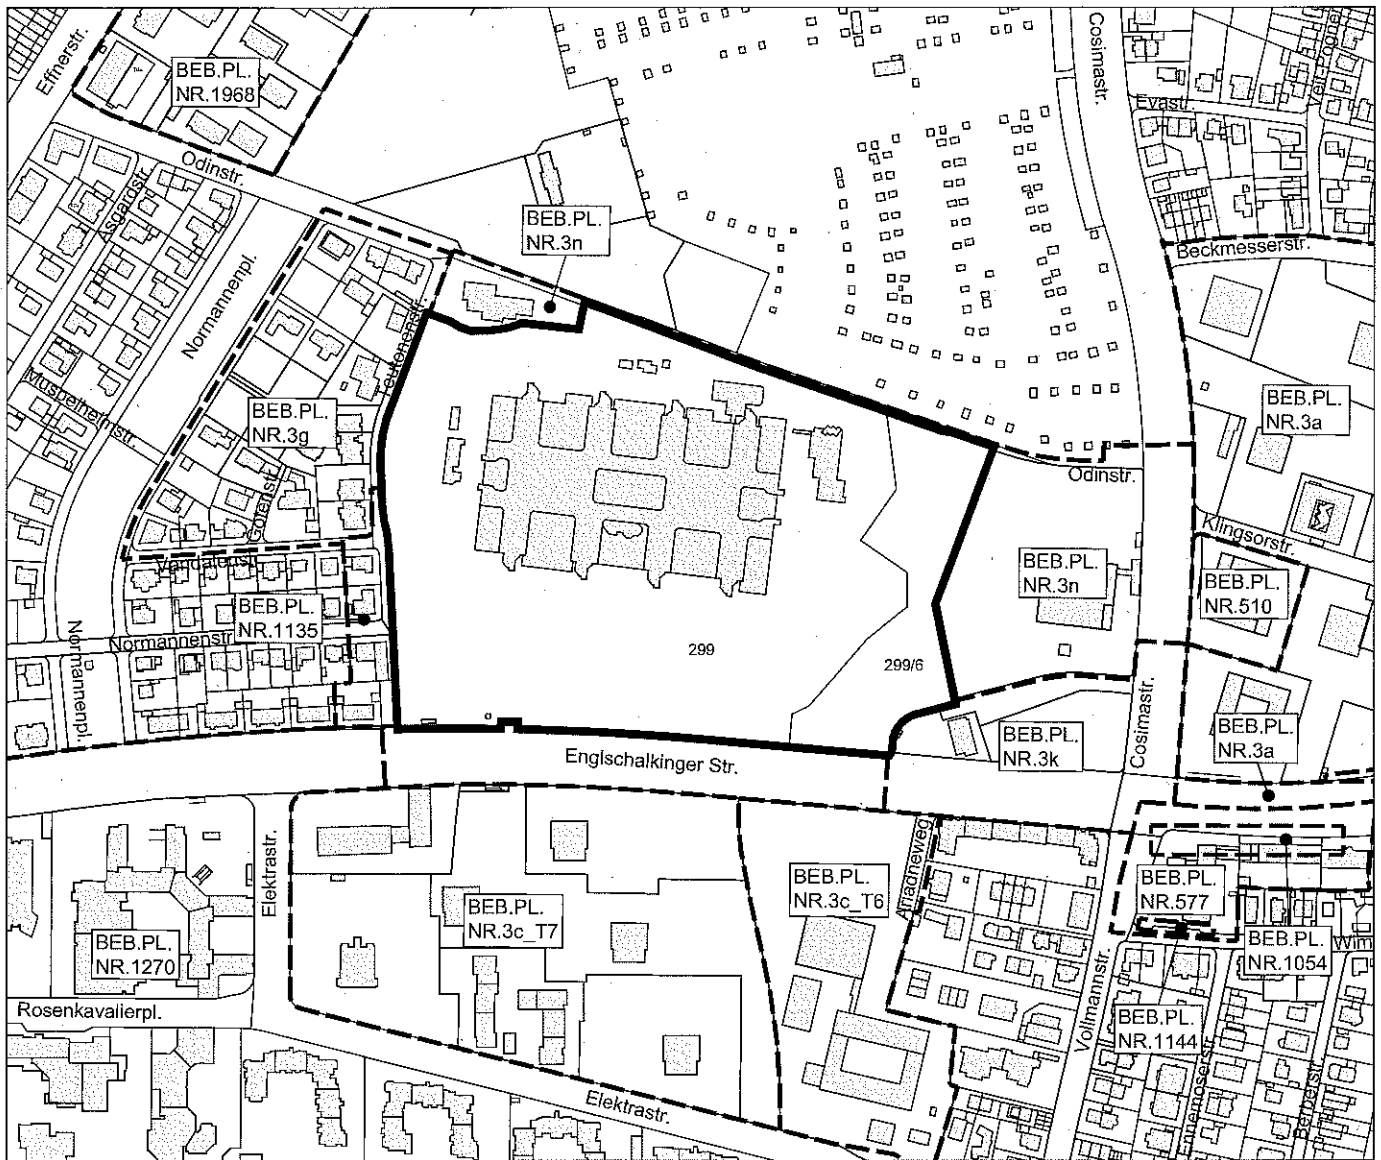 Effnerstr.
BEB.PL.
NR.1968
Cosimastr.
Evastr.
Odinstr.
Asgardstr.
BEB.PL.
NR.3n
Beckmesserstr.
Normannenpl.
Teutonenstr.
Muspelheimstr.
BEB.PL.
NR.3g
BEB.PL.
NR.3a
Odinstr.
Gotenstr.
Klingsorstr.
Vandalenstr.
BEB.PL.
NR.3n
BEB.PL.
NR.510
BEB.PL.
NR.1135
Normannenstr.
299
299/6
Normannenpl.
Cosimastr.
BEB.PL.
NR.3k
BEB.PL.
NR.3a
Englschalkinger Str.
Elektrastr.
Ariadneweg
BEB.PL.
NR.3c_T6
BEB.PL.
NR.577
BEB.PL.
NR.3c_T7
BEB.PL.
NR.1270
BEB.PL.
NR.1054
Wim
Rosenkavalierpl.
Vollmannstr.
BEB.PL.
NR.1144
Elektrastr.
Ennemoserstr.
Berberstr.